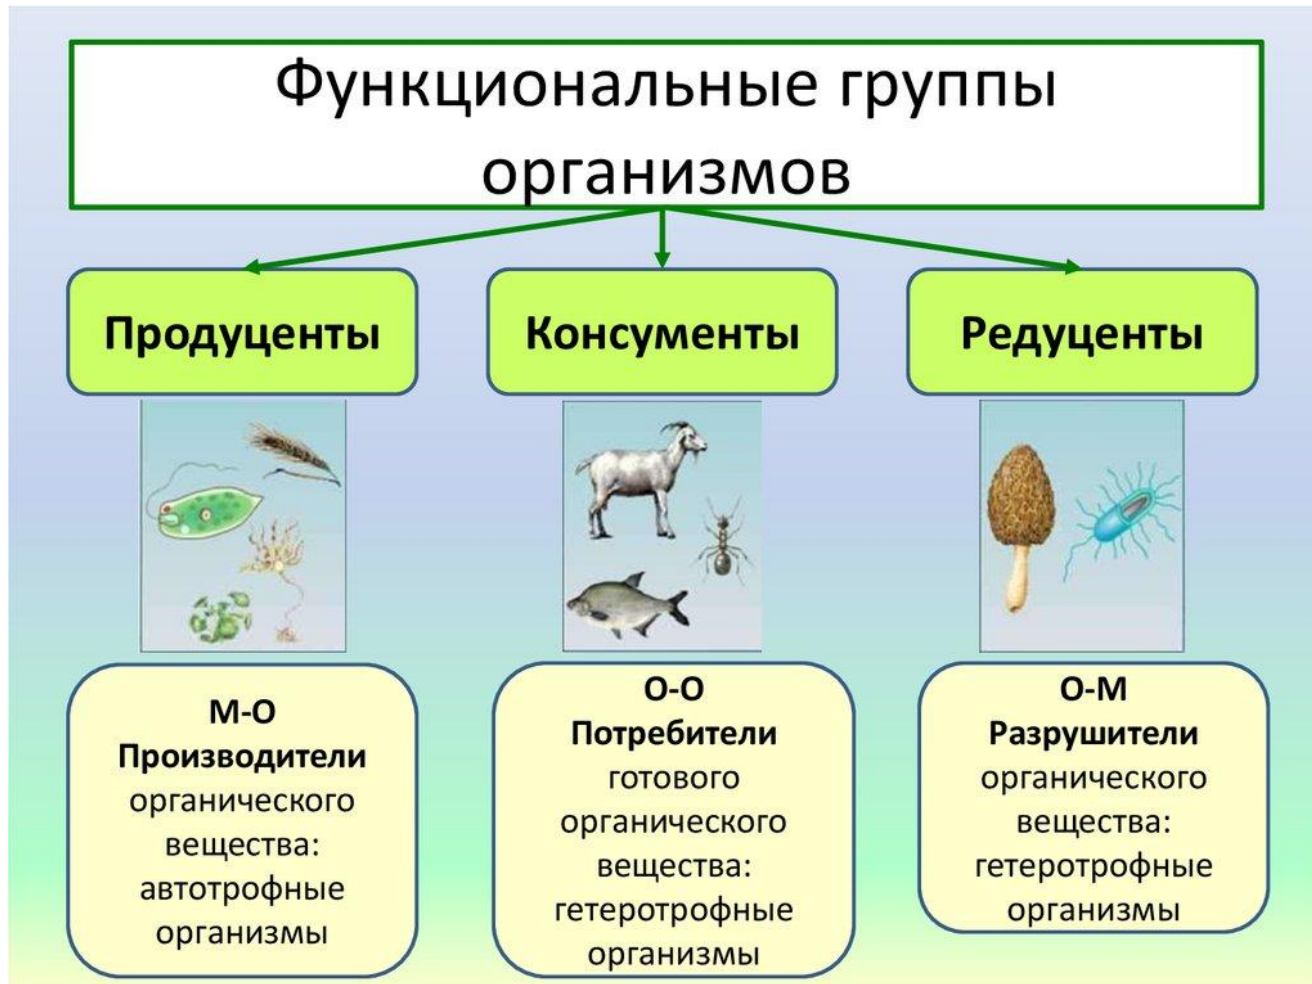 Функциональные группы
организмов
Продуценты
Консументы
Редуценты
М-О
Производители
органического
вещества:
автотрофные
организмы
О-О
Потребители
готового
органического
вещества:
гетеротрофные
организмы
О-М
Разрушители
органического
вещества:
гетеротрофные
организмы